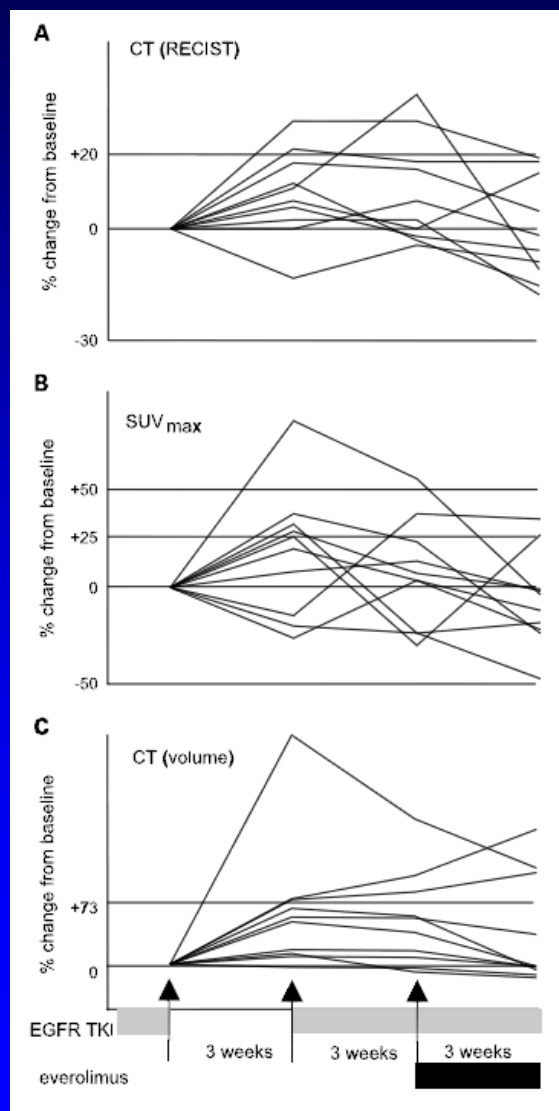 A
CT (RECIST)
% change from baseline
+20
0
-30
B
SUVmax
% change from baseline
+50
+25
0
-50
C
CT (volume)
% change from baseline
+73
0
EGFR TKI
3 weeks 3 weeks 3 weeks
everolimus